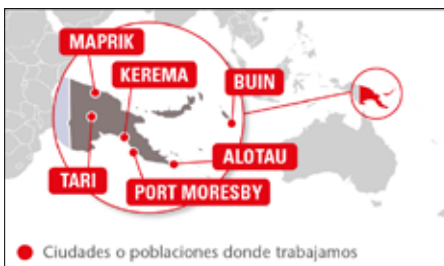 MAPRIK
KEREMA
BUIN
TARI
ALOTAU
PORT MORESBY
Ciudades o poblaciones donde trabajamos